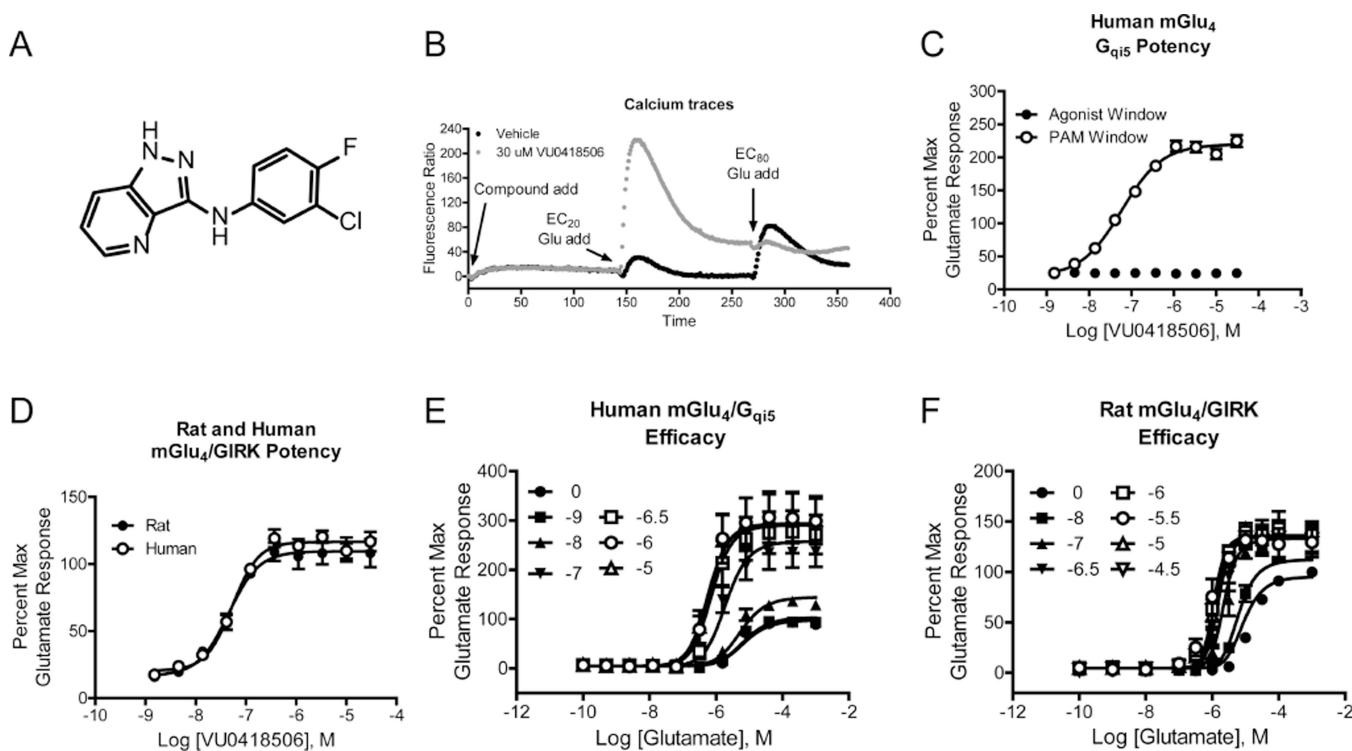 A
H
N
N
N
N
H
F
Cl
B
Calcium traces
Vehicle
30 uM VU0418506
Fluorescence Ratio
240
200
160
120
80
40
0
Compound add
EC20
Glu add
EC80
Glu add
0 50 100 150 200 250 300 350 400
Time
C
Human mGlu4
Gqi5 Potency
Percent Max
Glutamate Response
300
250
200
150
100
50
0
Agonist Window
PAM Window
-10 -9 -8 -7 -6 -5 -4 -3
Log [VU0418506], M
D
Rat and Human
mGlu4/GIRK Potency
Percent Max
Glutamate Response
150
100
50
0
Rat
Human
-10 -9 -8 -7 -6 -5 -4
Log [VU0418506], M
E
Human mGlu4/Gqi5
Efficacy
Percent Max
Glutamate Response
400
300
200
100
0
0
-9 -6.5
-8 -6
-7 -5
-12 -10 -8 -6 -4 -2
Log [Glutamate], M
F
Rat mGlu4/GIRK
Efficacy
Percent Max
Glutamate Response
200
150
100
50
0
0 -6
-8 -5.5
-7 -5
-6.5 -4.5
-12 -10 -8 -6 -4 -2
Log [Glutamate], M